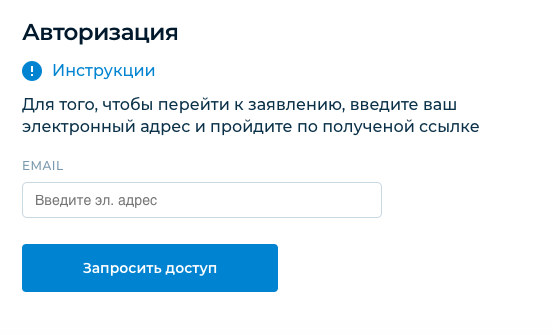 Авторизация
Инструкции
Для того, чтобы перейти к заявлению, введите ваш
электронный адрес и пройдите по полученой ссылке
EMAIL
Введите эл. адрес
Запросить доступ